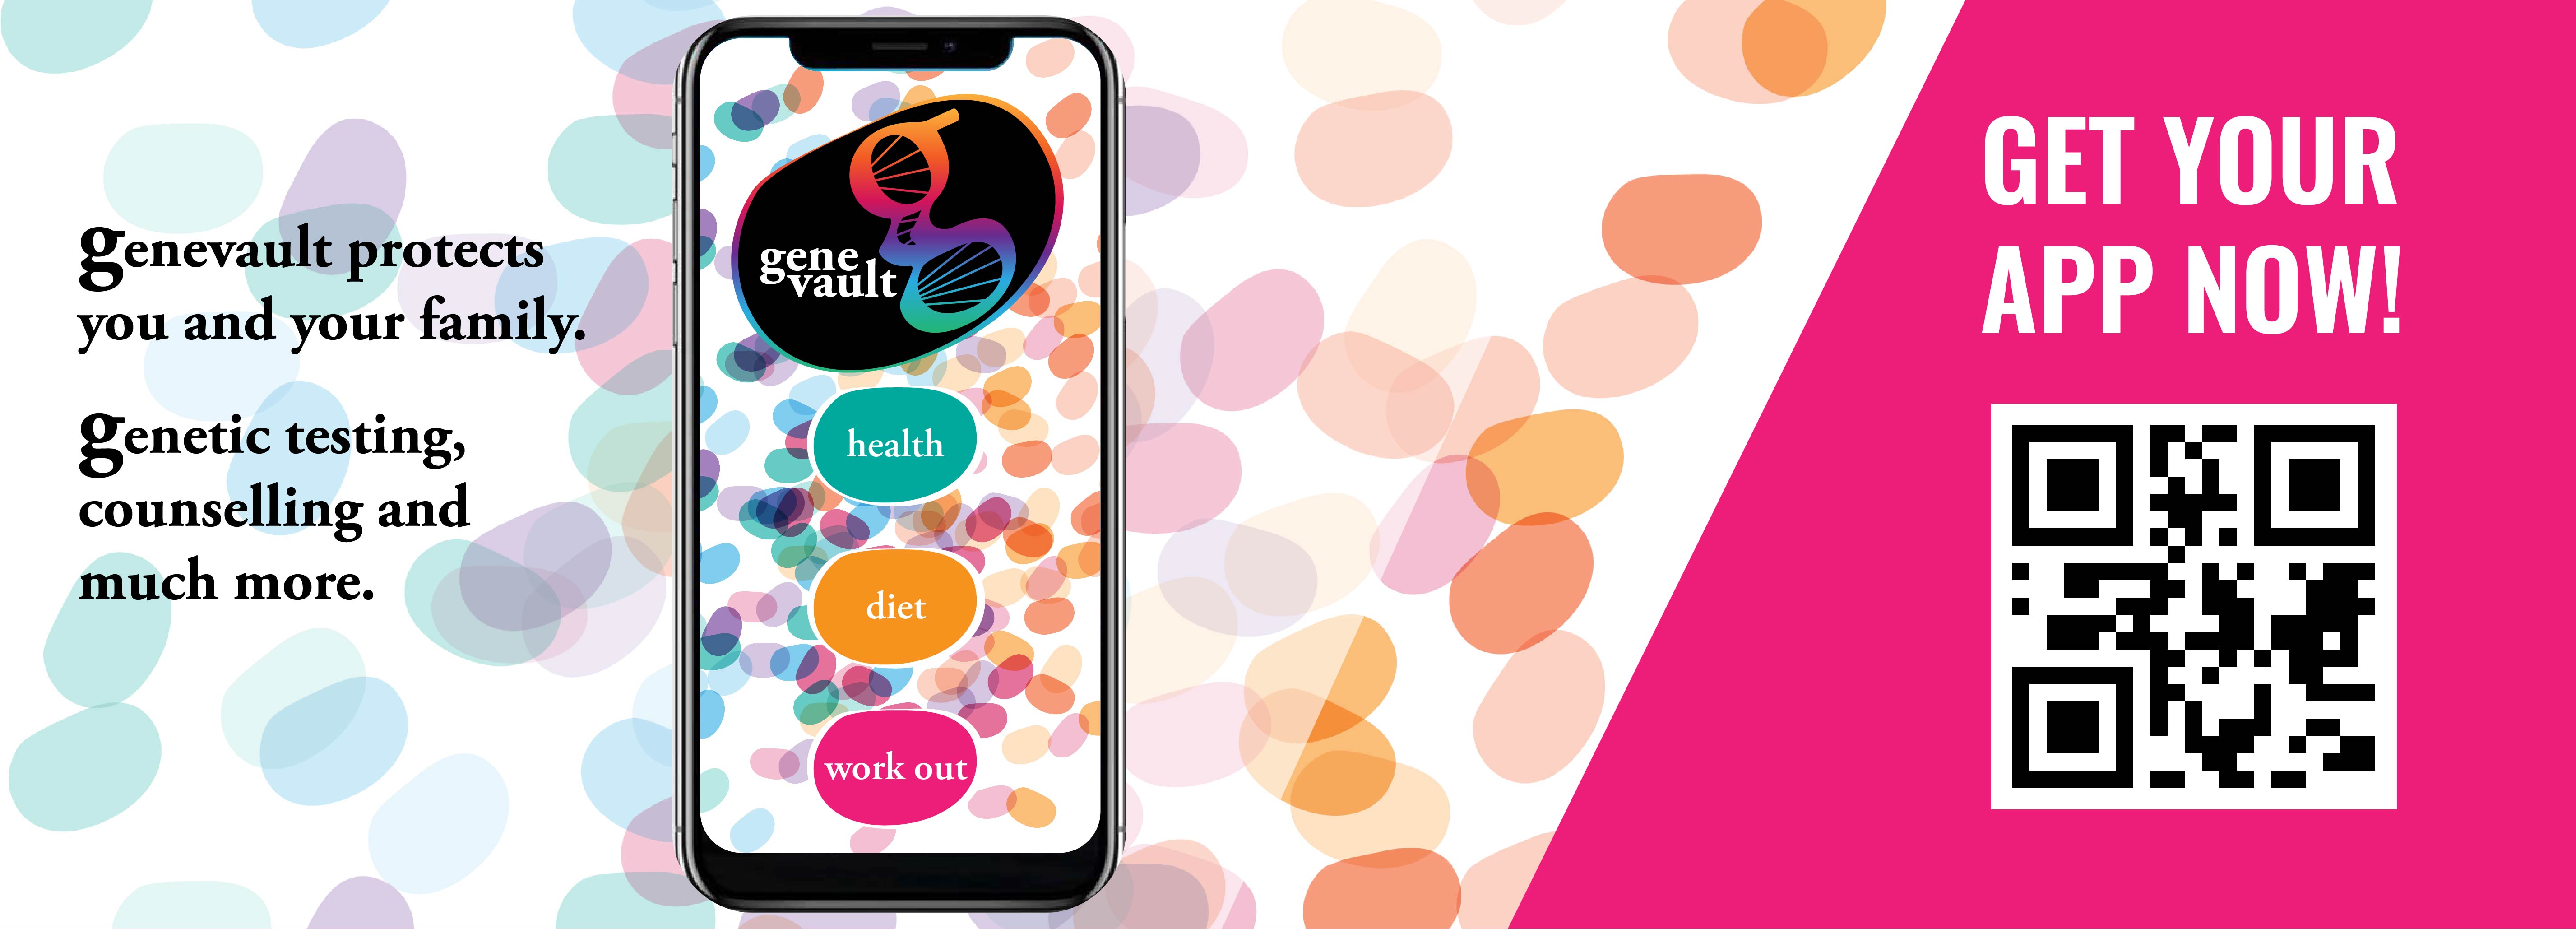 genevault protects
you and your family.
genetic testing,
counselling and
much more.
gene
vault
health
diet
work out
GET YOUR
APP NOW!